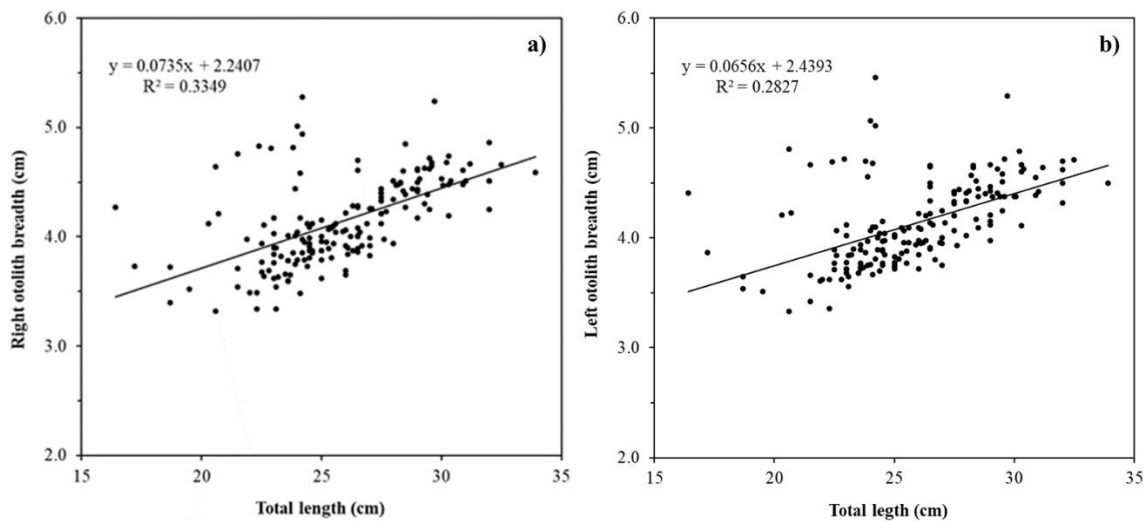 6.0
a)
y = 0.0735x + 2.2407
R² = 0.3349
5.0
Right otolith breadth (cm)
4.0
3.0
2.0
15 20 25 30 35
Total length (cm)
6.0
b)
y = 0.0656x + 2.4393
R² = 0.2827
5.0
Left otolith breadth (cm)
4.0
3.0
2.0
15 20 25 30 35
Total legth (cm)